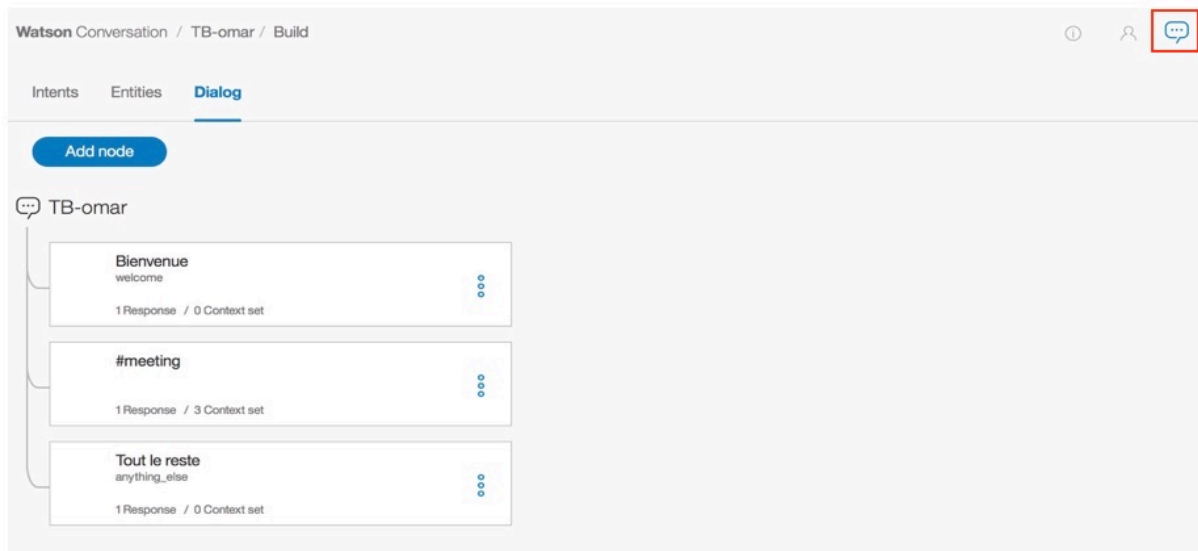 Watson Conversation / TB-omar / Build
Intents Entities Dialog
Add node
TB-omar
Bienvenue
welcome
1 Response / 0 Context set
#meeting
1 Response / 3 Context set
Tout le reste
anything_else
1 Response / 0 Context set